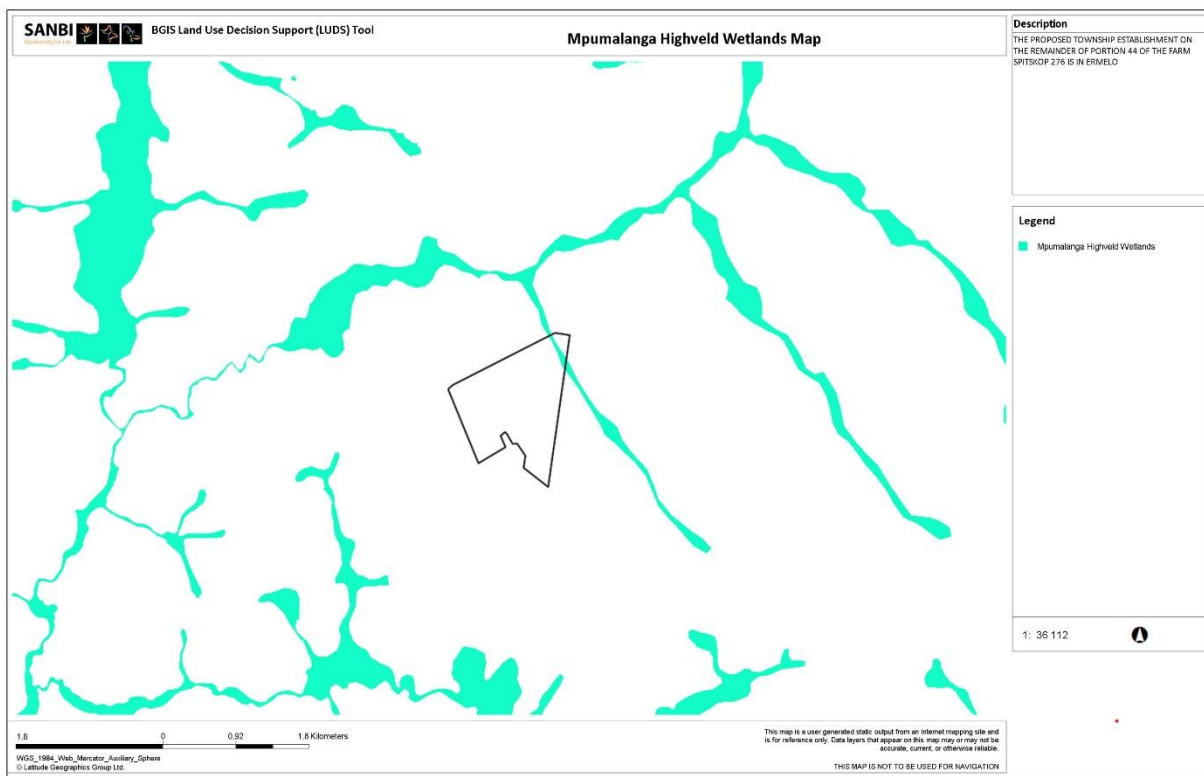 SANBI
Biodiversity for Life
BGIS Land Use Decision Support (LUDS) Tool
Mpumalanga Highveld Wetlands Map
Description
THE PROPOSED TOWNSHIP ESTABLISHMENT ON
THE REMAINDER OF PORTION 44 OF THE FARM
SPITSKOP 276 IS IN ERMELO
Legend
Mpumalanga Highveld Wetlands
1: 36 112
1,8 0 0,92 1,8 Kilometers
WGS_1984_Web_Mercator_Auxiliary_Sphere
© Latitude Geographics Group Ltd.
This map is a user generated static output from an Internet mapping site and
is for reference only. Data layers that appear on this map may or may not be
accurate, current, or otherwise reliable.
THIS MAP IS NOT TO BE USED FOR NAVIGATION